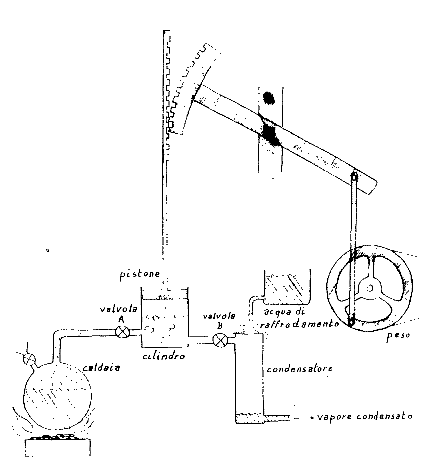 pistone
valvola
A
cilindro
caldaia
valvola
B
acqua di
raffreddamento
peso
condensatore
vapore condensato